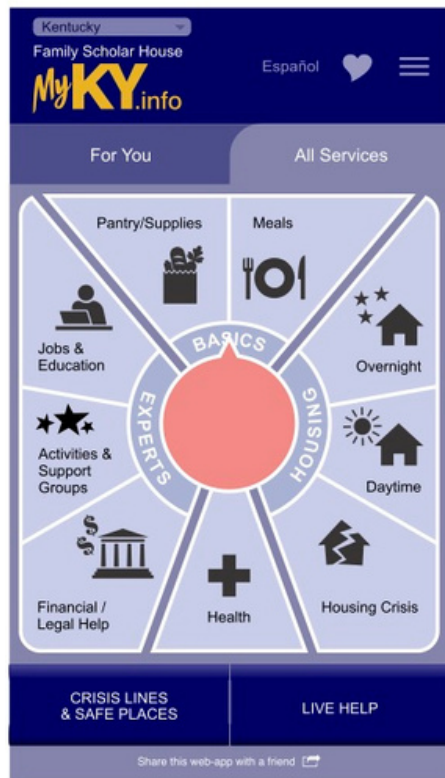 Kentucky
Family Scholar House
MyKY.info
Español
For You
All Services
Pantry/Supplies
Meals
Jobs &
Education
Overnight
BASICS
EXPERTS
HOUSING
Activities &
Support
Groups
Daytime
Financial /
Legal Help
Health
Housing Crisis
CRISIS LINES
& SAFE PLACES
LIVE HELP
Share this web-app with a friend